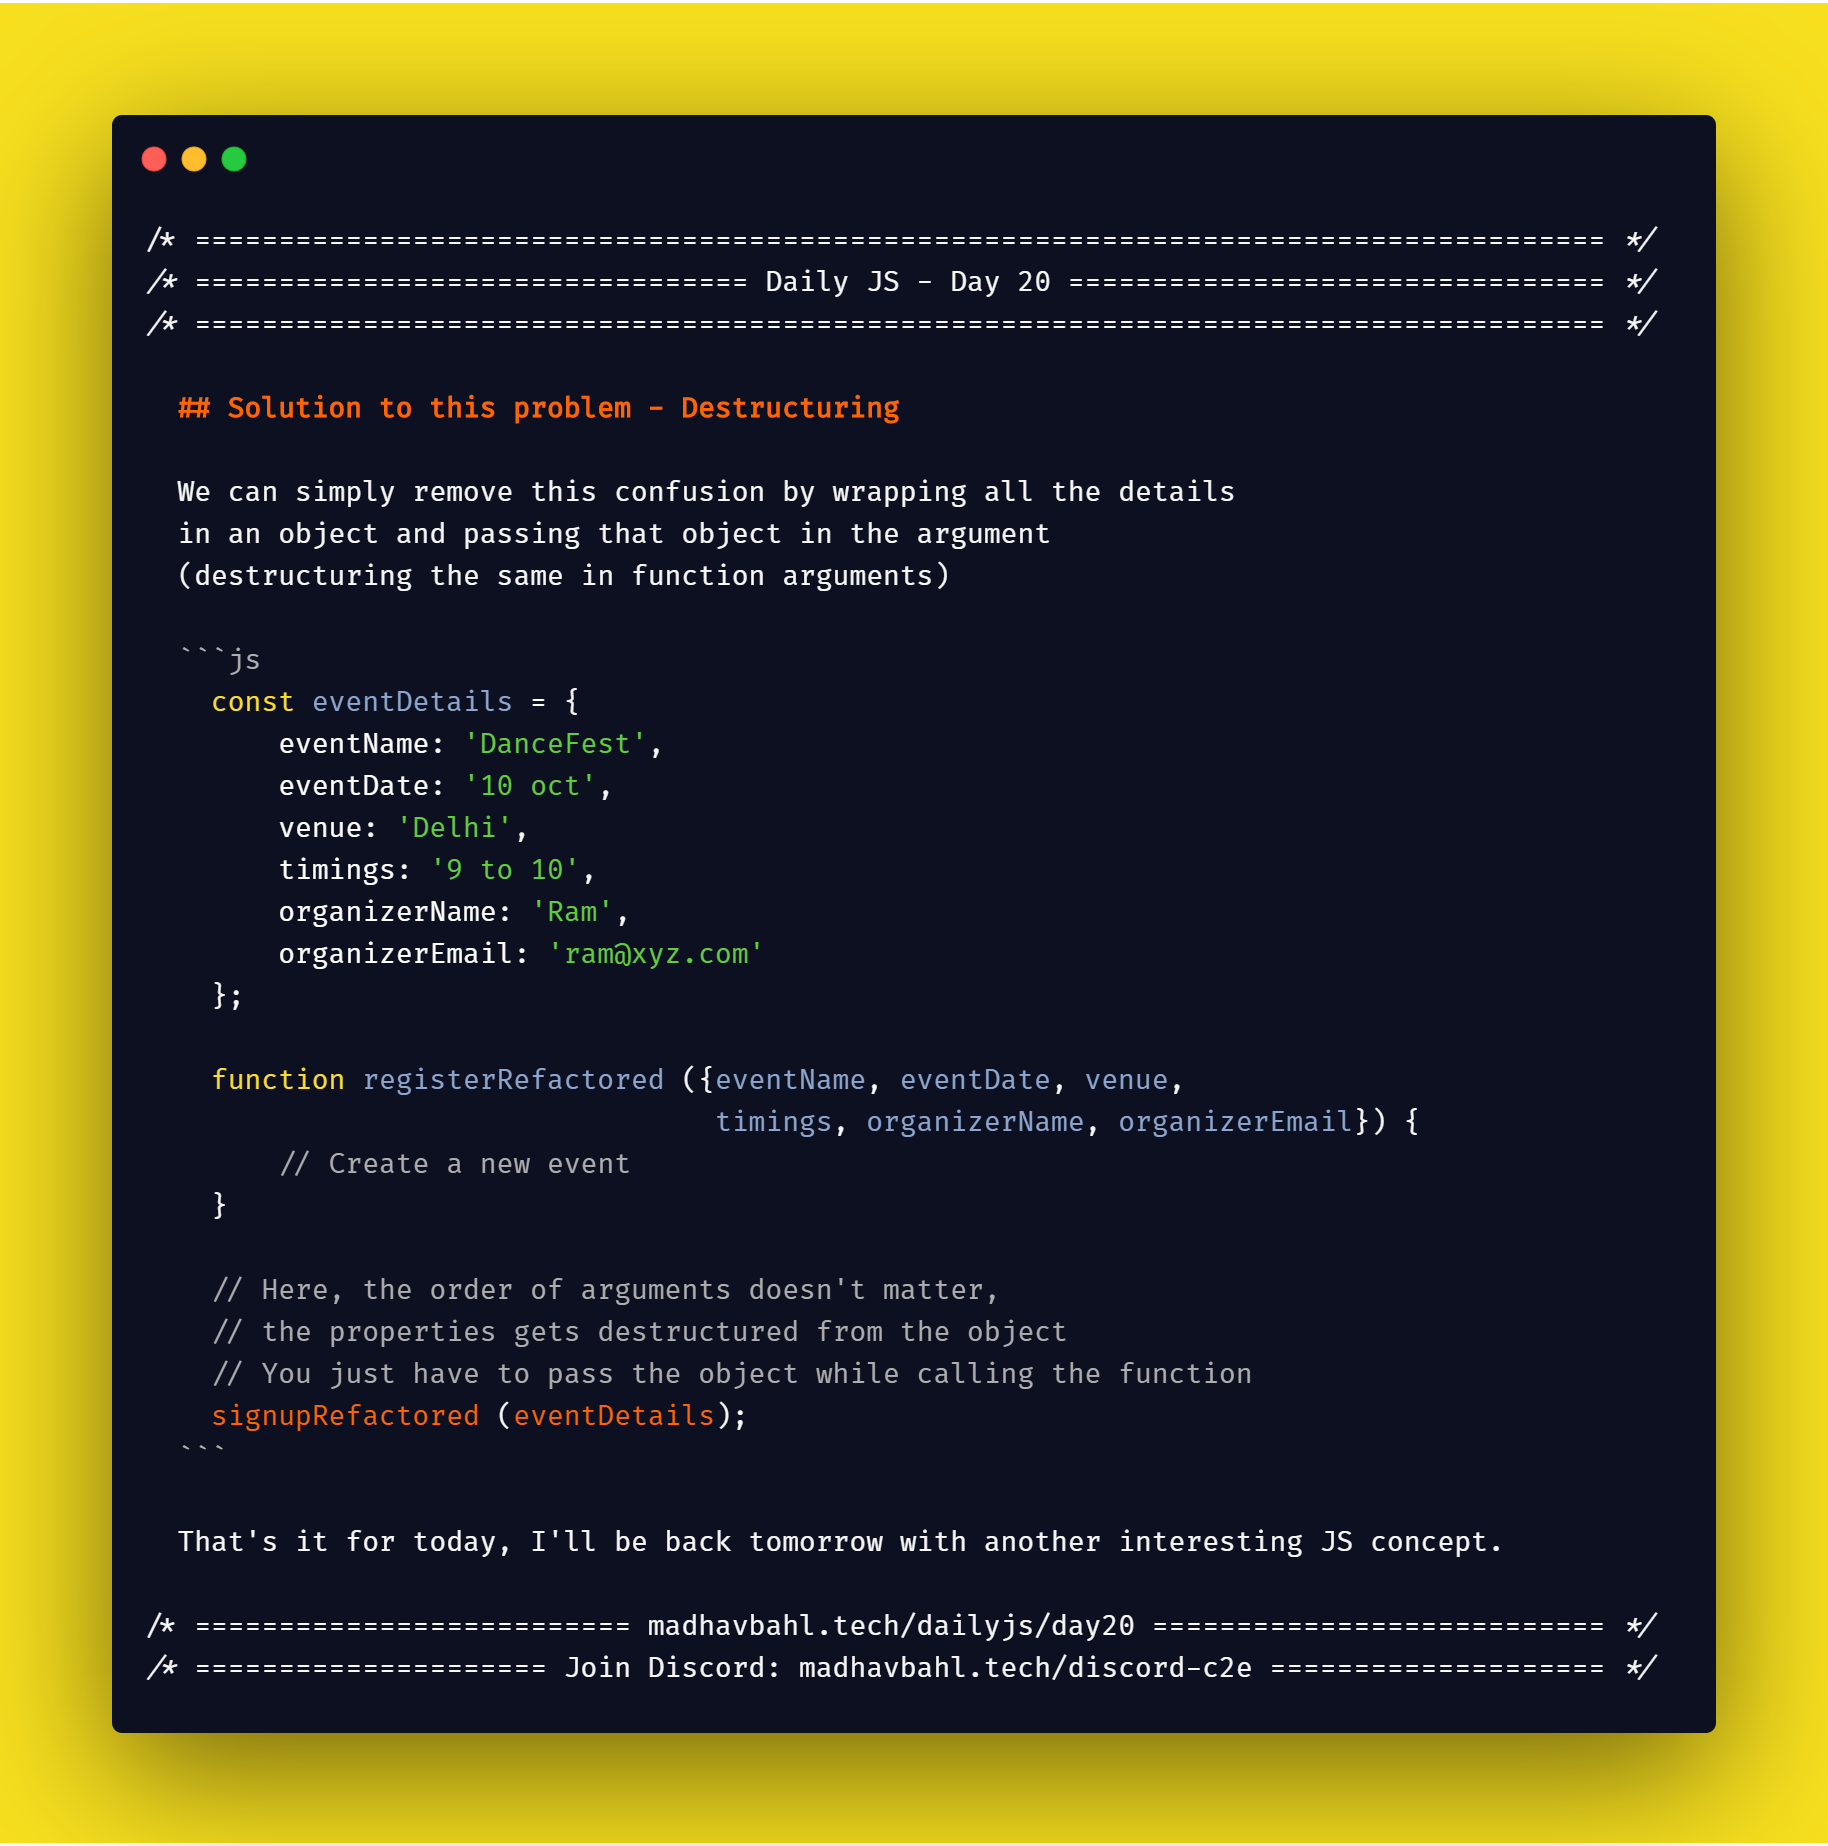 /* ==================================================================================== */
/* ================================= Daily JS - Day 20 ================================ */
/* ==================================================================================== */
## Solution to this problem - Destructuring
We can simply remove this confusion by wrapping all the details
in an object and passing that object in the argument
(destructuring the same in function arguments)
```js
const eventDetails = {
eventName: 'DanceFest',
eventDate: '10 oct',
venue: 'Delhi',
timings: '9 to 10',
organizerName: 'Ram',
organizerEmail: 'ram@xyz.com'
};
function registerRefactored ({eventName, eventDate, venue,
timings, organizerName, organizerEmail}) {
// Create a new event
}
// Here, the order of arguments doesn't matter,
// the properties gets destructured from the object
// You just have to pass the object while calling the function
signupRefactored (eventDetails);
```
That's it for today, I'll be back tomorrow with another interesting JS concept.
/* ========================== madhavbahl.tech/dailyjs/day20 =========================== */
/* ===================== Join Discord: madhavbahl.tech/discord-c2e ==================== */